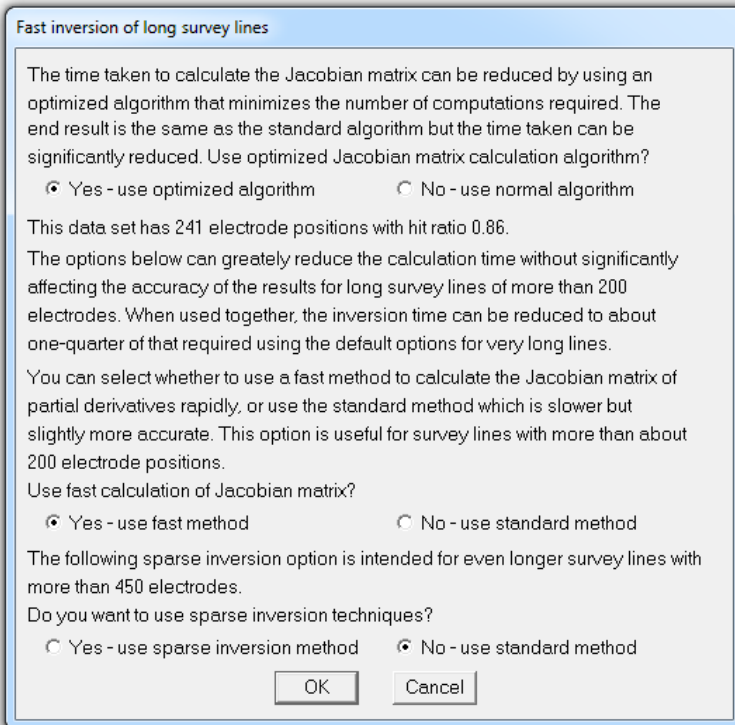 Fast inversion of long survey lines
The time taken to calculate the Jacobian matrix can be reduced by using an
optimized algorithm that minimizes the number of computations required. The
end result is the same as the standard algorithm but the time taken can be
significantly reduced. Use optimized Jacobian matrix calculation algorithm?
Yes - use optimized algorithm No - use normal algorithm
This data set has 241 electrode positions with hit ratio 0.86.
The options below can greately reduce the calculation time without significantly
affecting the accuracy of the results for long survey lines of more than 200
electrodes. When used together, the inversion time can be reduced to about
one-quarter of that required using the default options for very long lines.
You can select whether to use a fast method to calculate the Jacobian matrix of
partial derivatives rapidly, or use the standard method which is slower but
slightly more accurate. This option is useful for survey lines with more than about
200 electrode positions.
Use fast calculation of Jacobian matrix?
Yes - use fast method No - use standard method
The following sparse inversion option is intended for even longer survey lines with
more than 450 electrodes.
Do you want to use sparse inversion techniques?
Yes - use sparse inversion method No - use standard method
OK Cancel